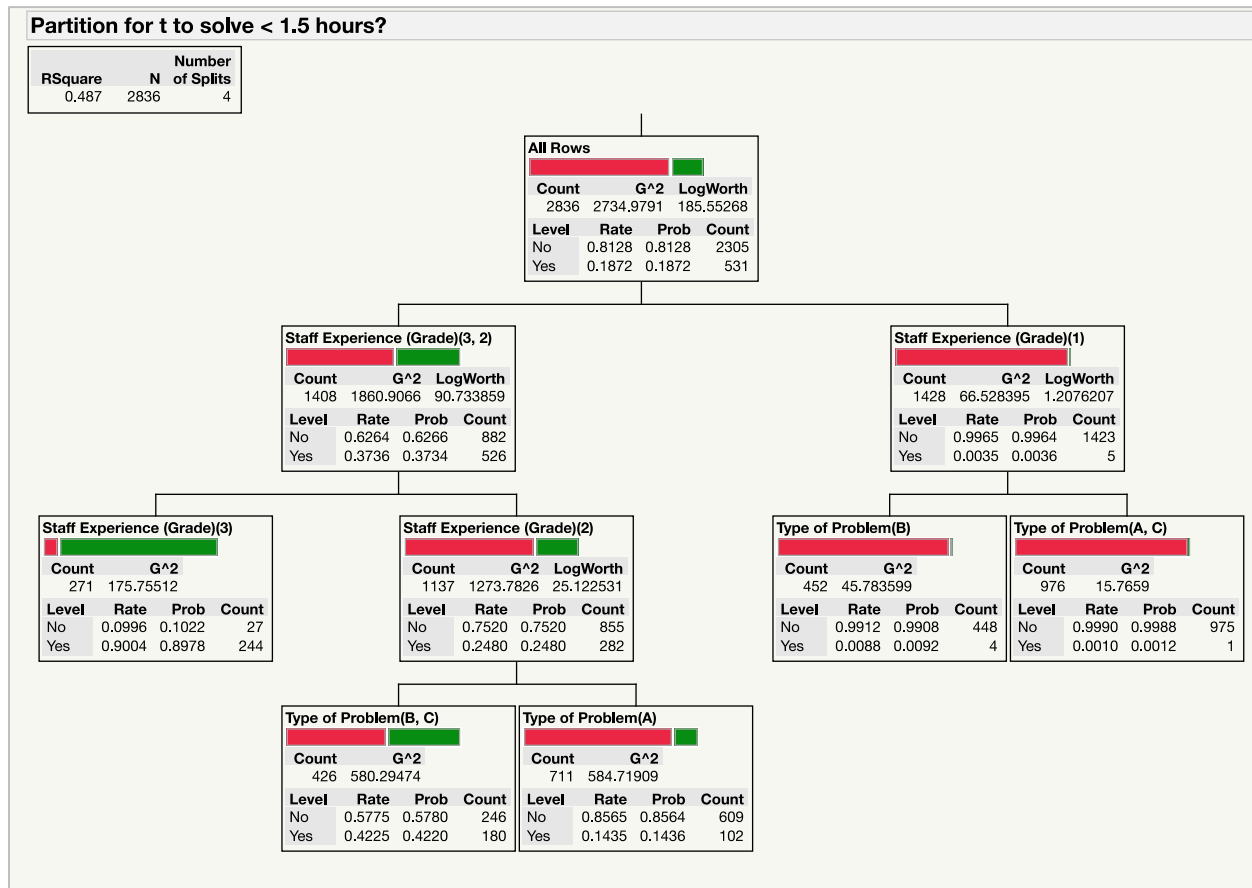 Partition for t to solve < 1.5 hours?
Number
RSquare N of Splits
0.487 2836 4
All Rows
Count G^2 LogWorth
2836 2734.9791 185.55268
Level Rate Prob Count
No 0.8128 0.8128 2305
Yes 0.1872 0.1872 531
Staff Experience (Grade)(3, 2)
Count G^2 LogWorth
1408 1860.9066 90.733859
Level Rate Prob Count
No 0.6264 0.6266 882
Yes 0.3736 0.3734 526
Staff Experience (Grade)(1)
Count G^2 LogWorth
1428 66.528395 1.2076207
Level Rate Prob Count
No 0.9965 0.9964 1423
Yes 0.0035 0.0036 5
Staff Experience (Grade)(3)
Count G^2
271 175.75512
Level Rate Prob Count
No 0.0996 0.1022 27
Yes 0.9004 0.8978 244
Staff Experience (Grade)(2)
Count G^2 LogWorth
1137 1273.7826 25.122531
Level Rate Prob Count
No 0.7520 0.7520 855
Yes 0.2480 0.2480 282
Type of Problem(B)
Count G^2
452 45.783599
Level Rate Prob Count
No 0.9912 0.9908 448
Yes 0.0088 0.0092 4
Type of Problem(A, C)
Count G^2
976 15.7659
Level Rate Prob Count
No 0.9990 0.9988 975
Yes 0.0010 0.0012 1
Type of Problem(B, C)
Count G^2
426 580.29474
Level Rate Prob Count
No 0.5775 0.5780 246
Yes 0.4225 0.4220 180
Type of Problem(A)
Count G^2
711 584.71909
Level Rate Prob Count
No 0.8565 0.8564 609
Yes 0.1435 0.1436 102